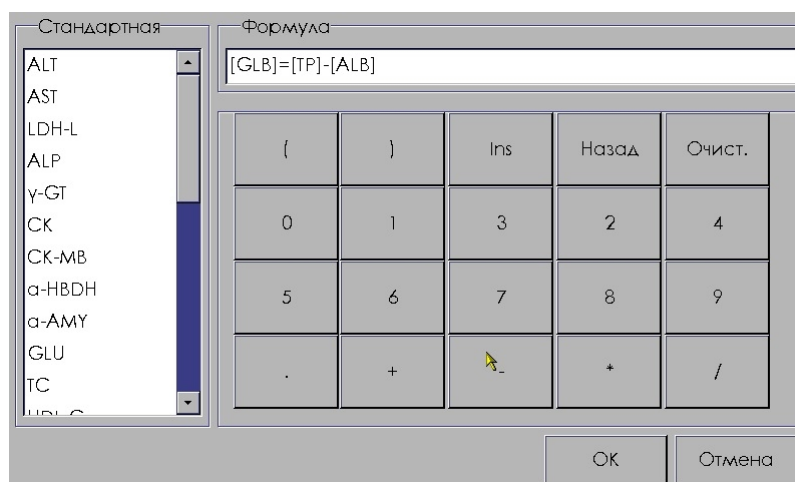 Стандартная
Формула
ALT
AST
LDH-L
ALP
γ-GT
CK
CK-MB
α-HBDH
α-AMY
GLU
TC
[GLB]=[TP]-[ALB]
( ) Ins Назад Очист.
0 1 3 2 4
5 6 7 8 9
. + - * /
OK Отмена